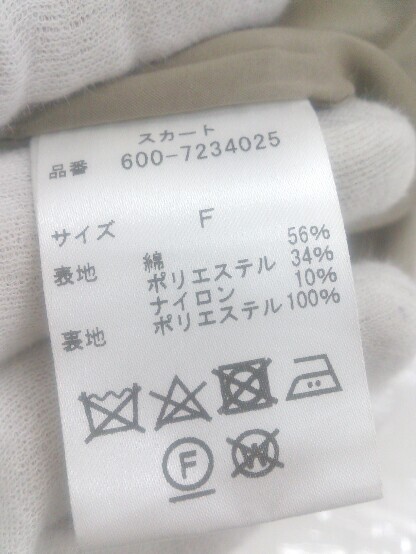 スカート
品番 600-7234025
サイズ F
表地 綿 56%
ポリエステル 34%
ナイロン 10%
裏地 ポリエステル 100%
F
W